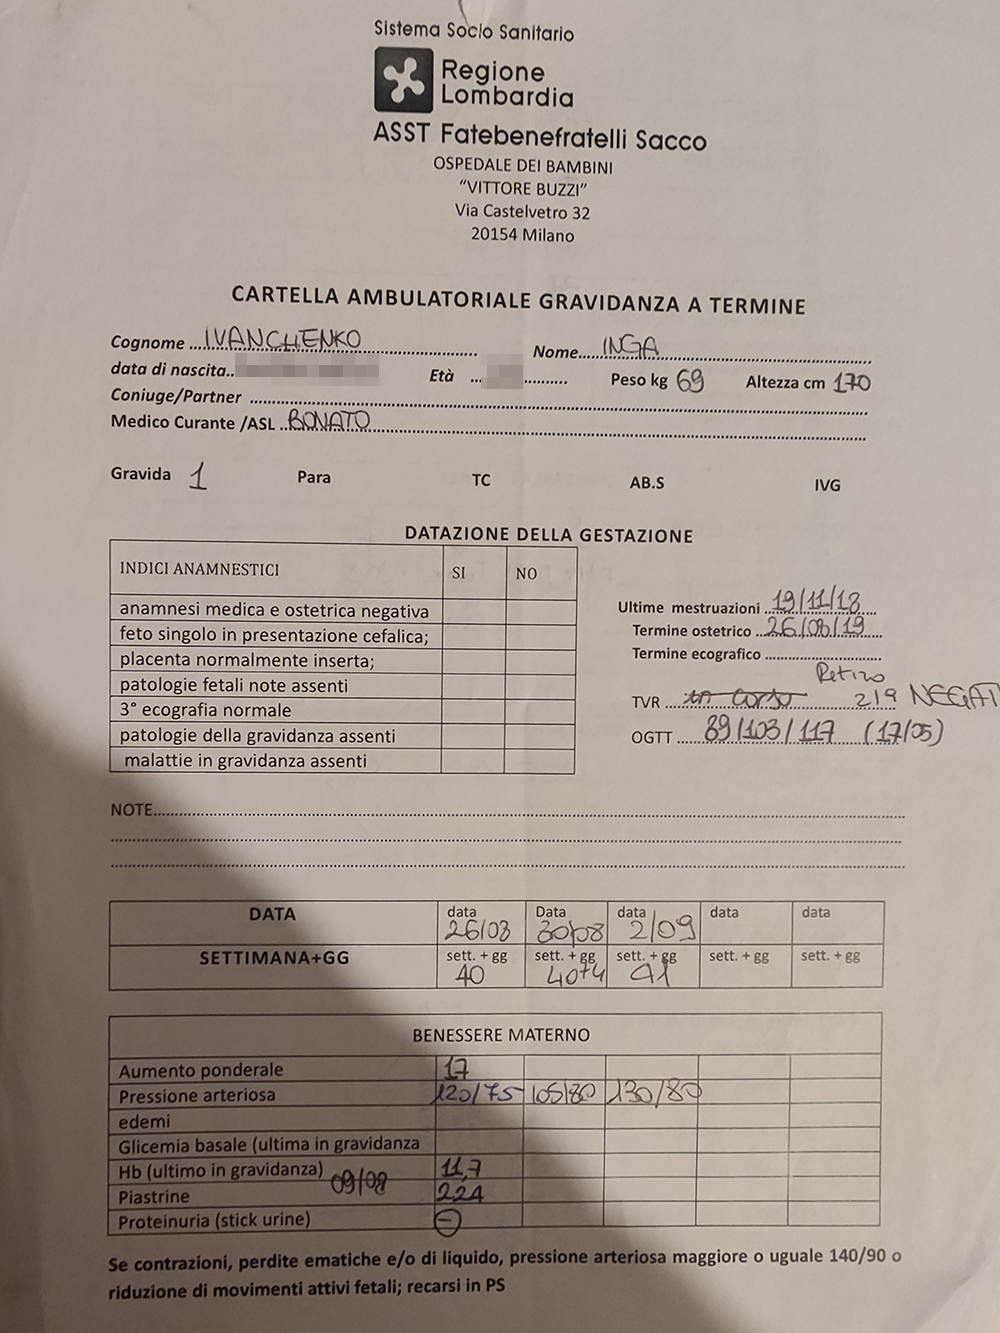 Sistema Socio Sanitario
Regione
Lombardia
ASST Fatebenefratelli Sacco
OSPEDALE DEI BAMBINI
"VITTORE BUZZI"
Via Castelvetro 32
20154 Milano
CARTELLA AMBULATORIALE GRAVIDANZA A TERMINE
Cognome ...IVANCHENKO Nome....INGA
data di nascita.. Età ... Peso kg 69 Altezza cm 170
Coniuge/Partner
Medico Curante /ASL ..BONATO
Gravida 1 Para TC AB.S IVG
DATAZIONE DELLA GESTAZIONE
INDICI ANAMNESTICI SI NO
anamnesi medica e ostetrica negativa
feto singolo in presentazione cefalica;
placenta normalmente inserta;
patologie fetali note assenti
3° ecografia normale
patologie della gravidanza assenti
malattie in gravidanza assenti
Ultime mestruazioni 19/11/18
Termine ostetrico 26/08/19
Termine ecografico
Retiro
TVR in corso 2/9 NEGAT
OGTT 89/103/117 (17/05)
NOTE
DATA data 26/08 Data 30/08 data 2/09 data data
SETTIMANA+GG sett. + gg 40 sett. + gg 40+4 sett. + gg 41 sett. + gg sett. + gg
BENESSERE MATERNO
Aumento ponderale 17
Pressione arteriosa 120/75 105/80 130/80
edemi
Glicemia basale (ultima in gravidanza
Hb (ultimo in gravidanza) 09/08 11,7
Piastrine 224
Proteinuria (stick urine) -
Se contrazioni, perdite ematiche e/o di liquido, pressione arteriosa maggiore o uguale 140/90 o
riduzione di movimenti attivi fetali; recarsi in PS